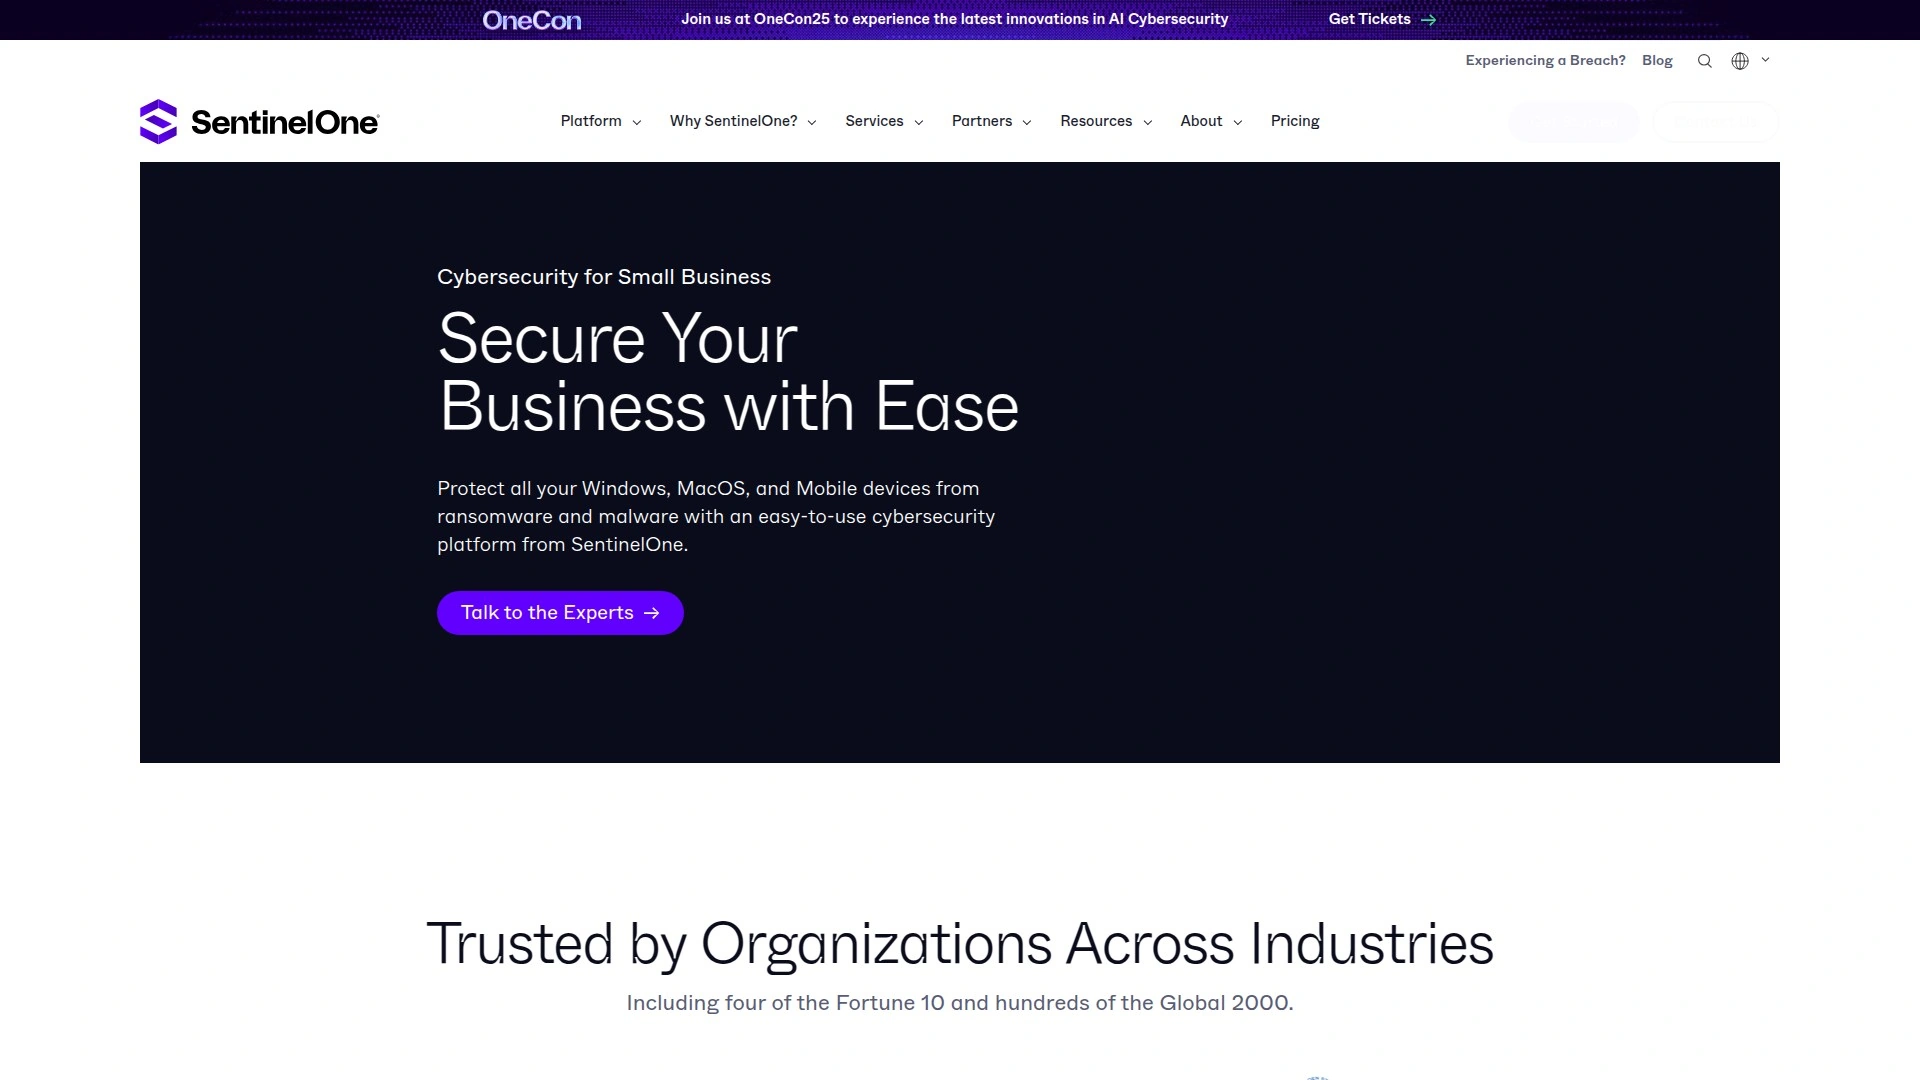 OneCon
Join us at OneCon25 to experience the latest innovations in AI Cybersecurity
Get Tickets
Experiencing a Breach?
Blog
SentinelOne
Platform
Why SentinelOne?
Services
Partners
Resources
About
Pricing
Cybersecurity for Small Business
Secure Your
Business with Ease
Protect all your Windows, MacOS, and Mobile devices from
ransomware and malware with an easy-to-use cybersecurity
platform from SentinelOne.
Talk to the Experts
Trusted by Organizations Across Industries
Including four of the Fortune 10 and hundreds of the Global 2000.